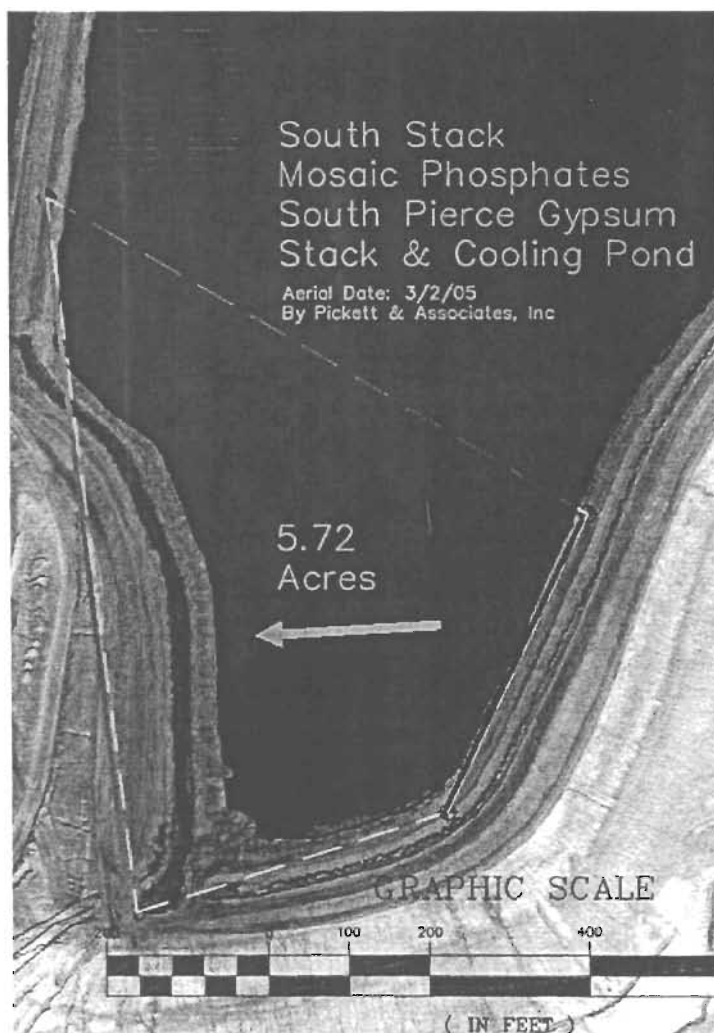 South Stack
Mosaic Phosphates
South Pierce Gypsum
Stack & Cooling Pond
Aerial Date: 3/2/05
By Pickett & Associates, Inc
5.72
Acres
GRAPHIC SCALE
200 0 100 200 400
( IN FEET )